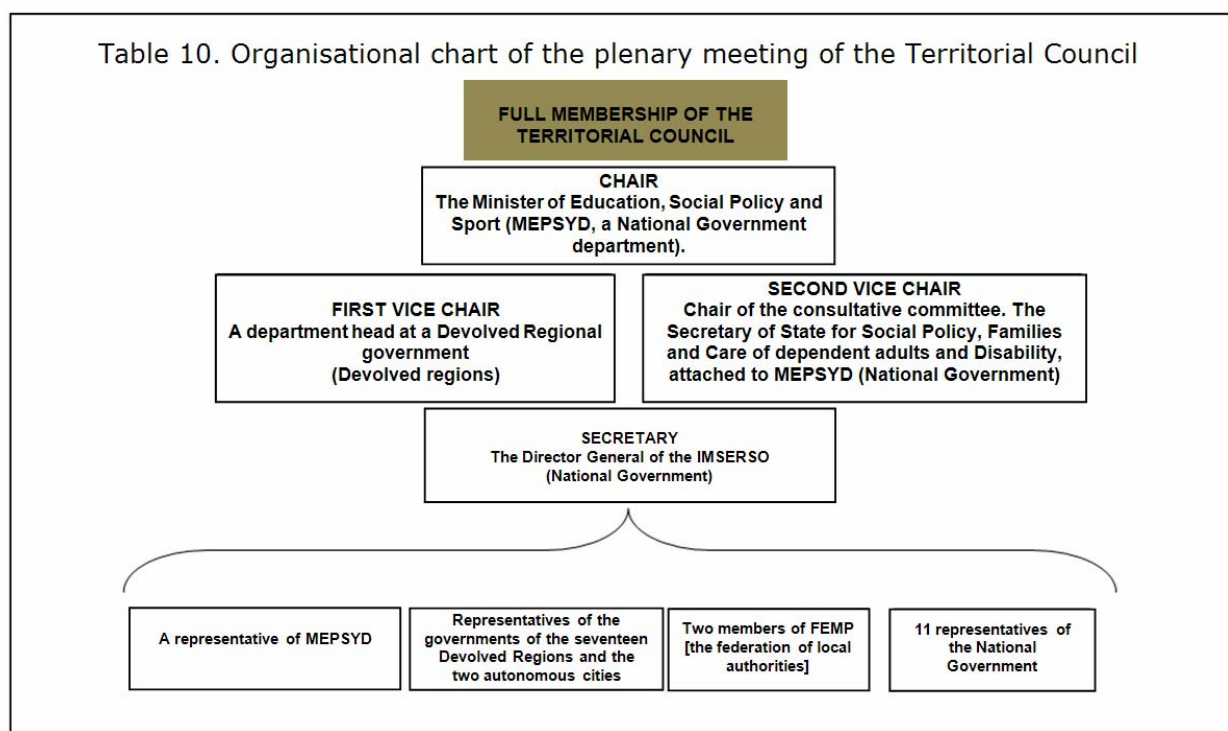 Table 10. Organisational chart of the plenary meeting of the Territorial Council
FULL MEMBERSHIP OF THE
TERRITORIAL COUNCIL
CHAIR
The Minister of Education, Social Policy and
Sport (MEPSYD, a National Government
department).
FIRST VICE CHAIR
A department head at a Devolved Regional
government
(Devolved regions)
SECOND VICE CHAIR
Chair of the consultative committee. The
Secretary of State for Social Policy, Families
and Care of dependent adults and Disability,
attached to MEPSYD (National Government)
SECRETARY
The Director General of the IMSERSO
(National Government)
A representative of MEPSYD
Representatives of the
governments of the seventeen
Devolved Regions and the
two autonomous cities
Two members of FEMP
[the federation of local
authorities]
11 representatives of
the National
Government